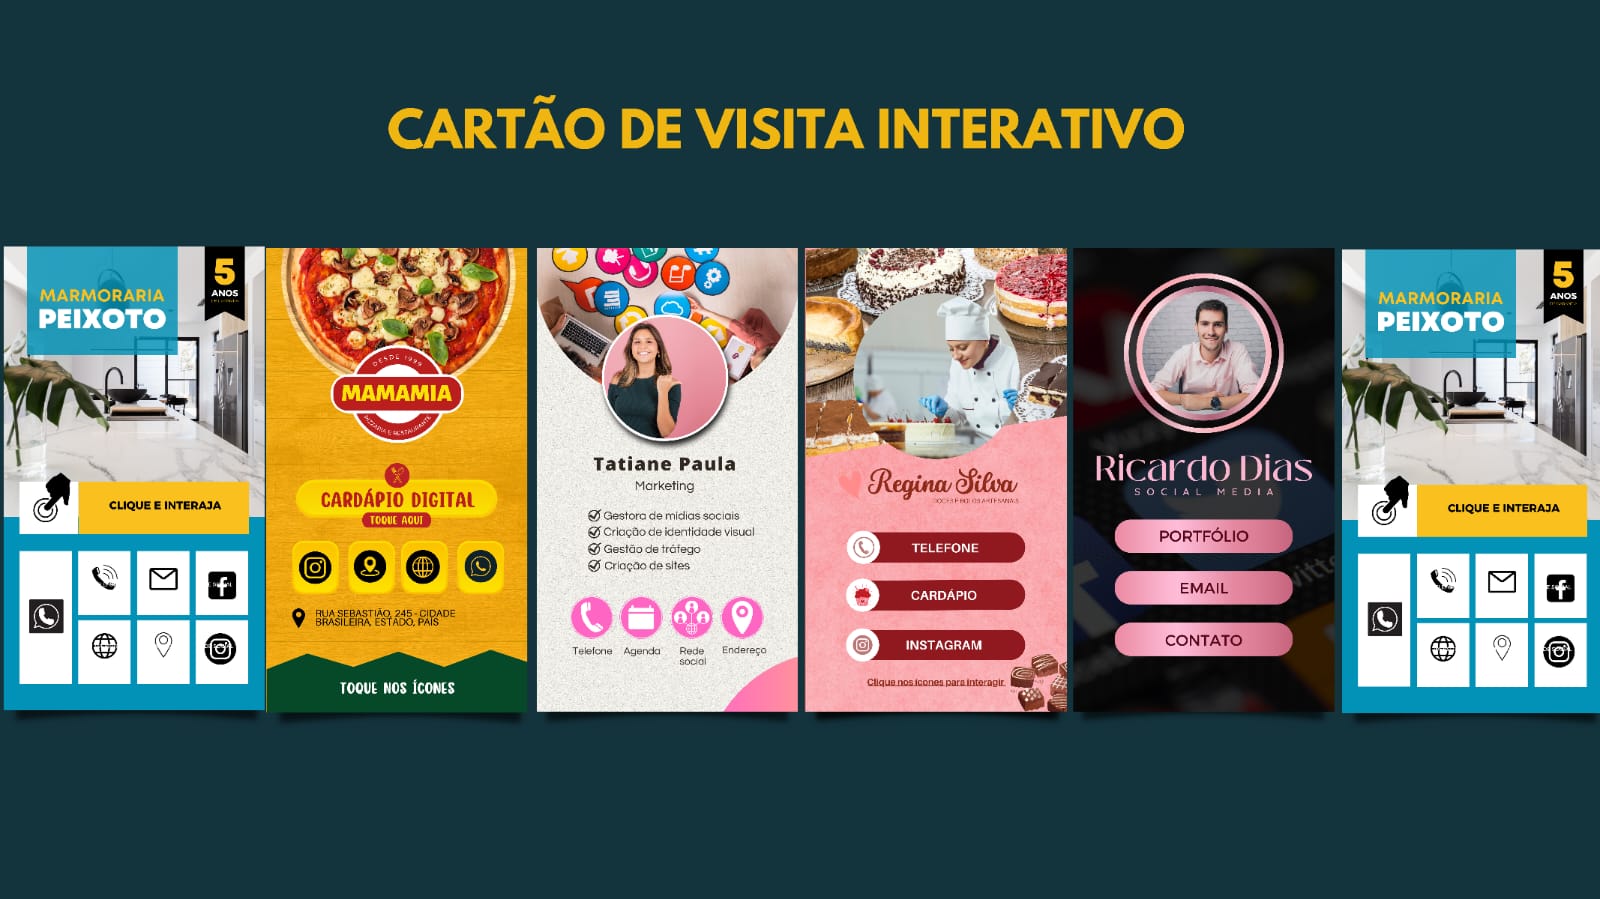 CARTÃO DE VISITA INTERATIVO
MARMORARIA
PEIXOTO
5
ANOS
CLIQUE E INTERAJA
DESDE 1995
MAMAMIA
PIZZARIA E RESTAURANTE
CARDÁPIO DIGITAL
TOQUE AQUI
RUA SEBASTIÃO, 245 - CIDADE
BRASILEIRA, ESTADO, PAÍS
TOQUE NOS ÍCONES
Tatiane Paula
Marketing
Gestora de mídias sociais
Criação de identidade visual
Gestão de tráfego
Criação de sites
Telefone
Agenda
Rede
social
Endereço
Regina Silva
DOCES E BOLOS ARTESANAIS
TELEFONE
CARDÁPIO
INSTAGRAM
Clique nos ícones para interagir
Ricardo Dias
SOCIAL MEDIA
PORTFÓLIO
EMAIL
CONTATO
MARMORARIA
PEIXOTO
5
ANOS
CLIQUE E INTERAJA